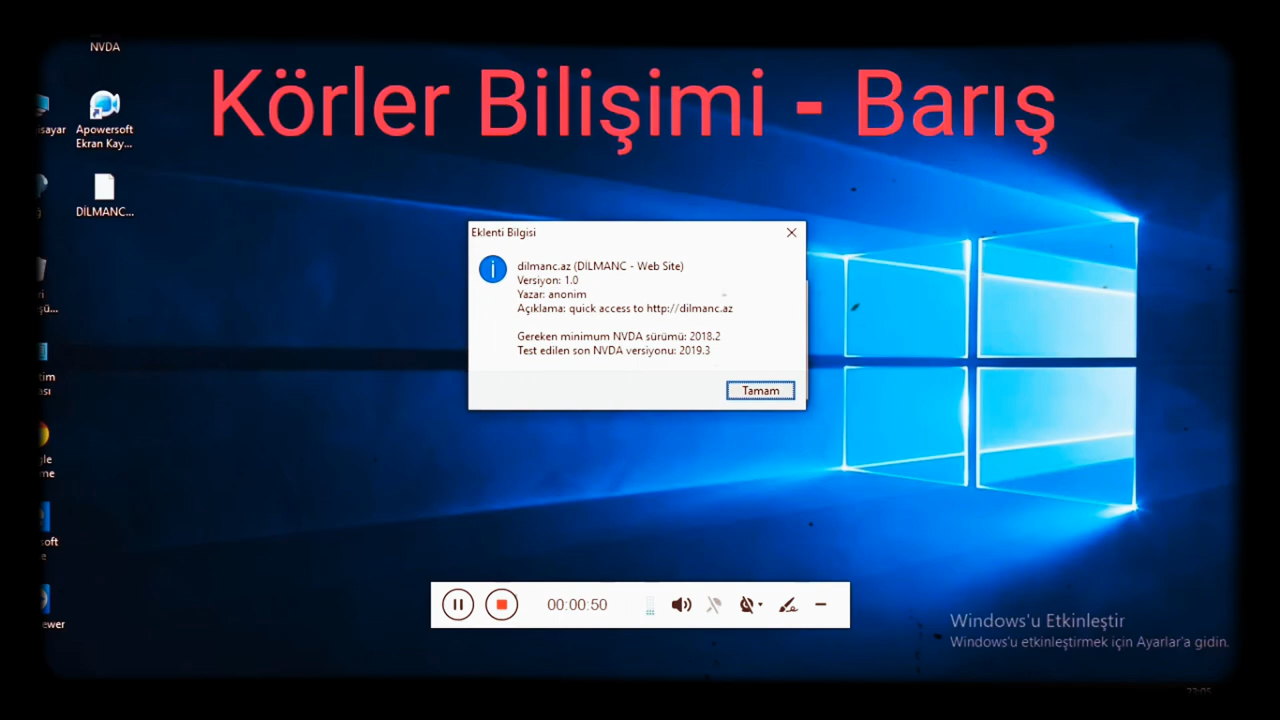 NVDA
Körler Bilişimi - Barış
Apowersoft
Ekran Kay...
DİLMANC...
Eklenti Bilgisi
dilmanc.az (DİLMANC - Web Site)
Versiyon: 1.0
Yazar: anonim
Açıklama: quick access to http://dilmanc.az
Gereken minimum NVDA sürümü: 2018.2
Test edilen son NVDA versiyonu: 2019.3
Tamam
00:00:50
Windows'u Etkinleştir
Windows'u etkinleştirmek için Ayarlar'a gidin.